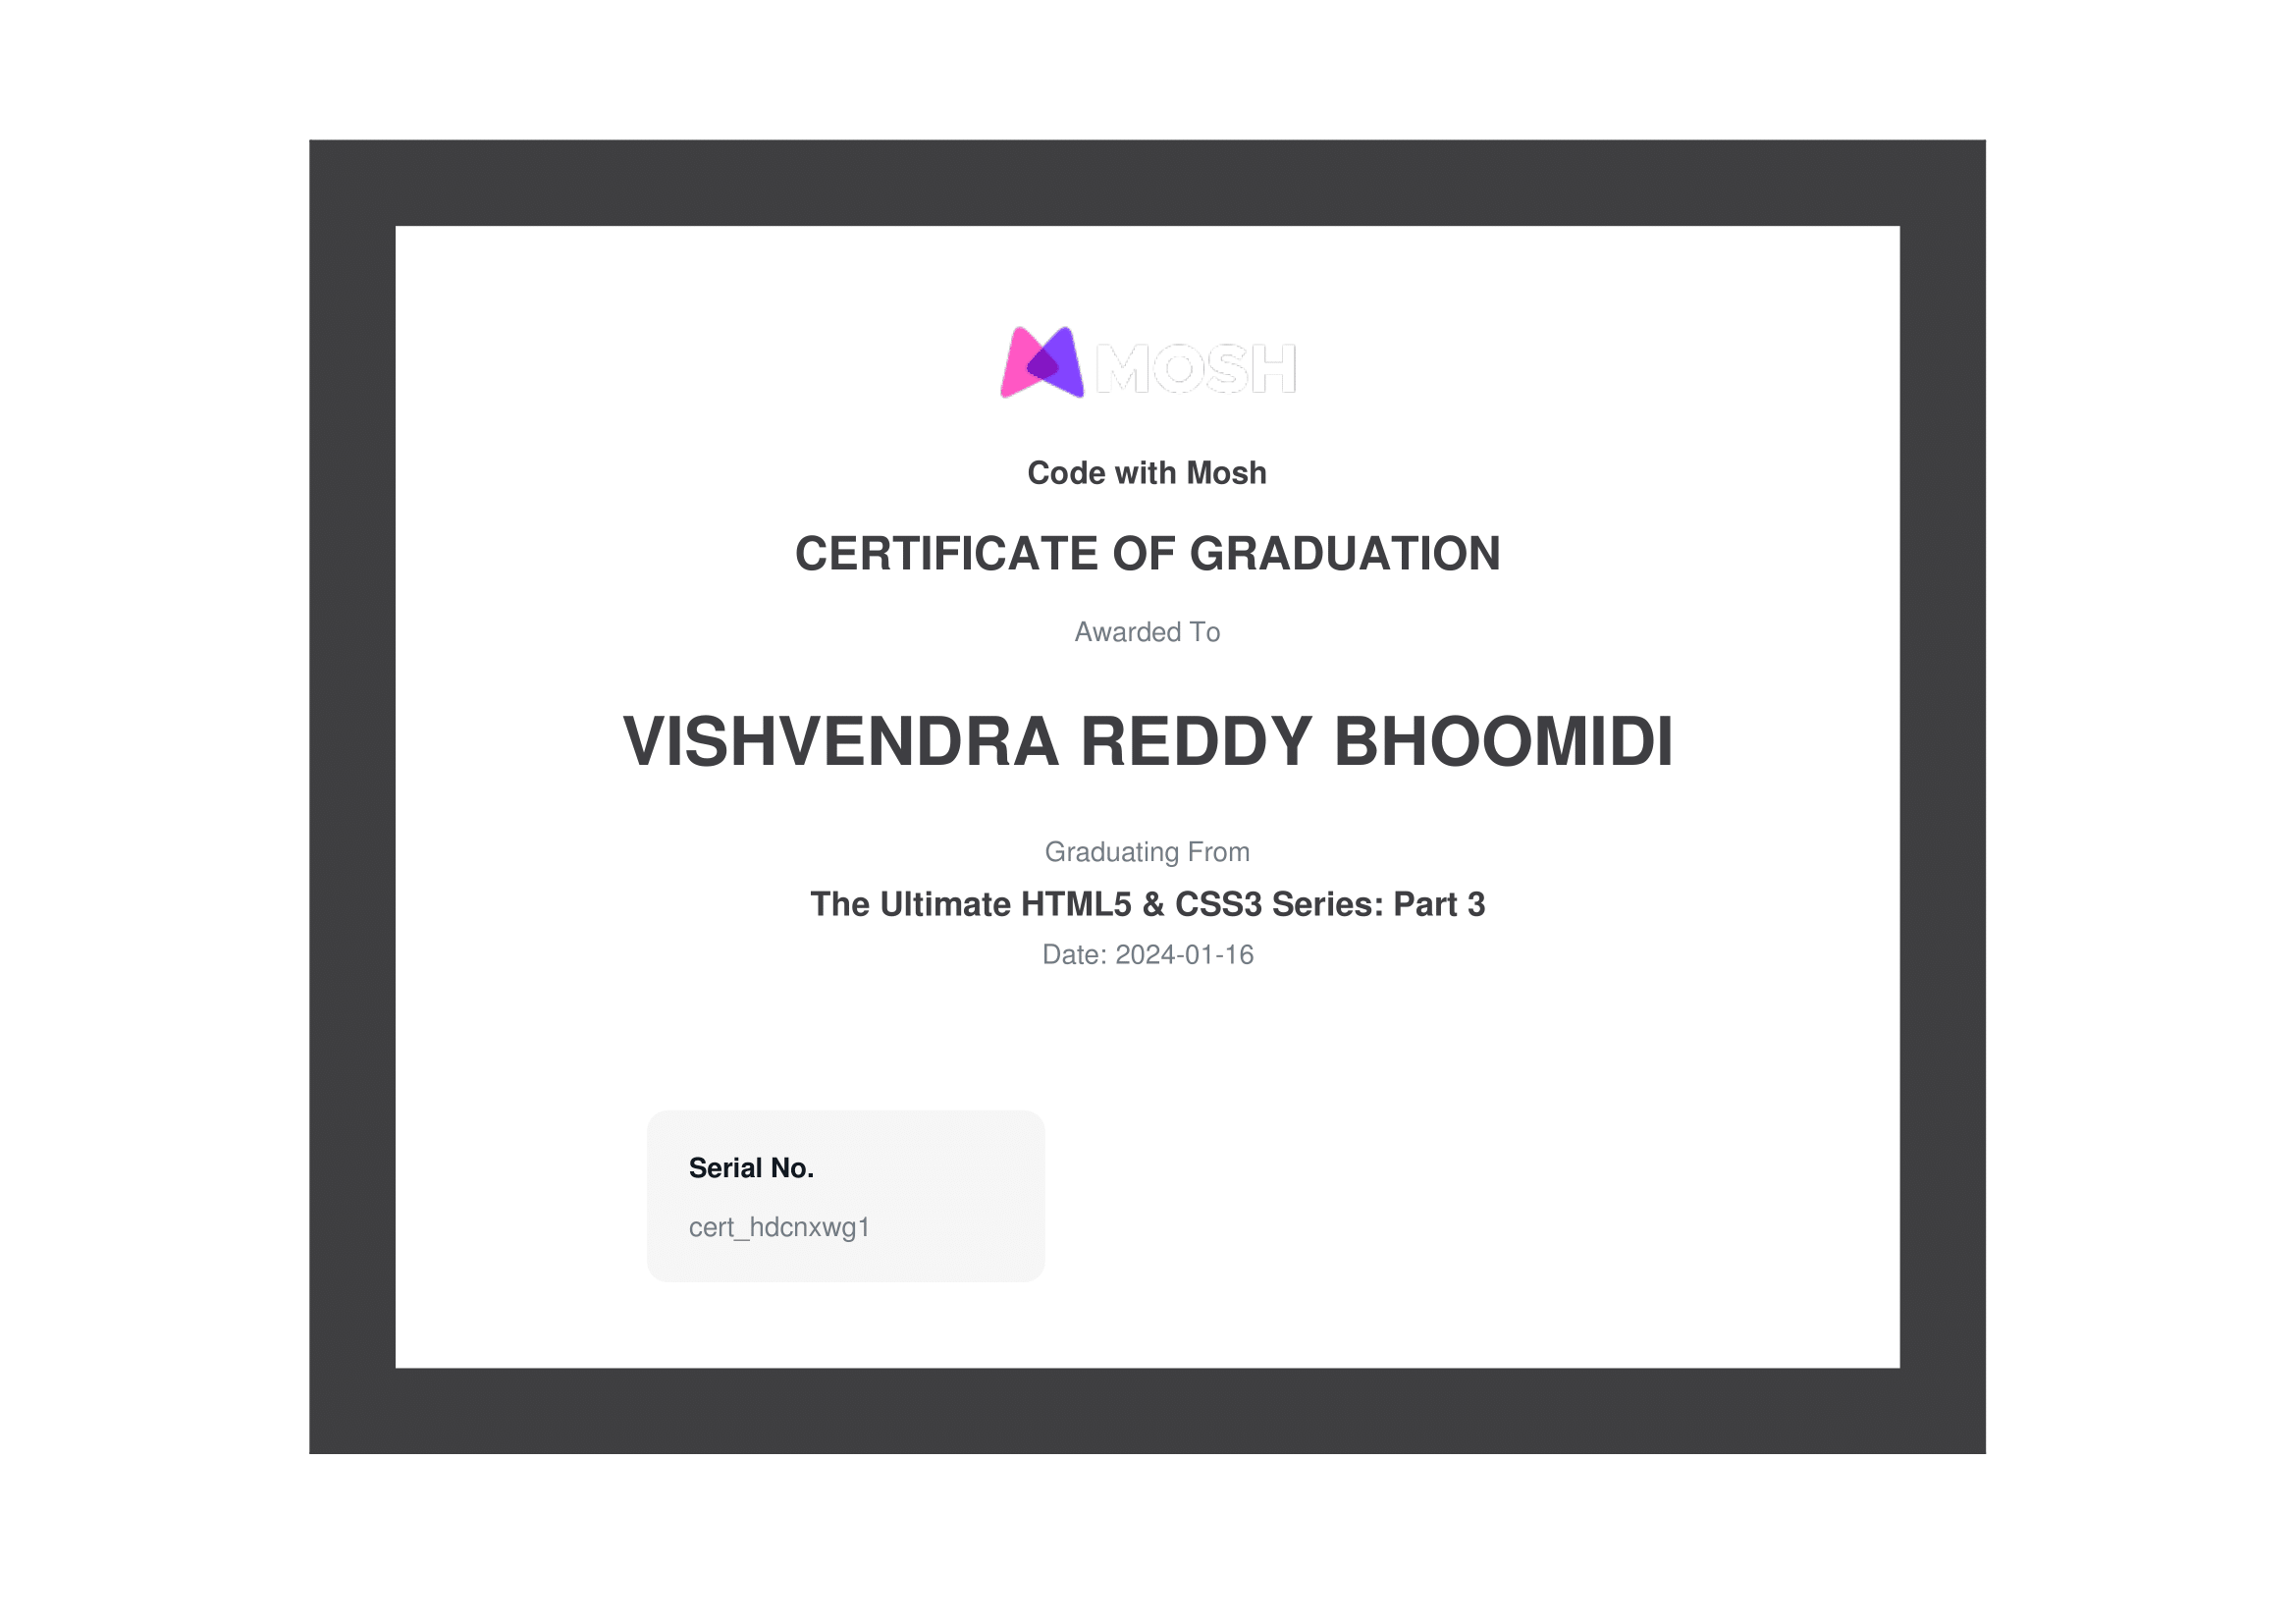 MOSH
Code with Mosh
CERTIFICATE OF GRADUATION
Awarded To
VISHVENDRA REDDY BHOOMIDI
Graduating From
The Ultimate HTML5 & CSS3 Series: Part 3
Date: 2024-01-16
Serial No.
cert_hdcnxwg1